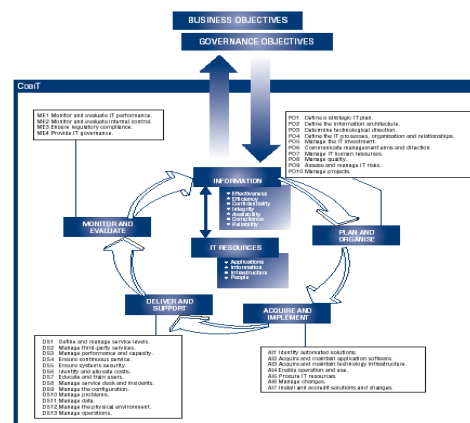 BUSINESS OBJECTIVES
GOVERNANCE OBJECTIVES
COBIT
ME1 Monitor and evaluate IT performance.
ME2 Monitor and evaluate internal control.
ME3 Ensure regulatory compliance.
ME4 Provide IT governance.
PO1 Define a strategic IT plan.
PO2 Define the information architecture.
PO3 Determine technological direction.
PO4 Define the IT processes, organisation and relationships.
PO5 Manage the IT investment.
PO6 Communicate management aims and direction.
PO7 Manage IT human resources.
PO8 Manage quality.
PO9 Assess and manage IT risks.
PO10 Manage projects.
INFORMATION
Effectiveness
Efficiency
Confidentiality
Integrity
Availability
Compliance
Reliability
MONITOR AND
EVALUATE
PLAN AND
ORGANISE
IT RESOURCES
Applications
Information
Infrastructure
People
DELIVER AND
SUPPORT
ACQUIRE AND
IMPLEMENT
DS1 Define and manage service levels.
DS2 Manage third-party services.
DS3 Manage performance and capacity.
DS4 Ensure continuous service.
DS5 Ensure systems security.
DS6 Identify and allocate costs.
DS7 Educate and train users.
DS8 Manage service desk and incidents.
DS9 Manage the configuration.
DS10 Manage problems.
DS11 Manage data.
DS12 Manage the physical environment.
DS13 Manage operations.
AI1 Identify automated solutions.
AI2 Acquire and maintain application software.
AI3 Acquire and maintain technology infrastructure.
AI4 Enable operation and use.
AI5 Procure IT resources.
AI6 Manage changes.
AI7 Install and accredit solutions and changes.